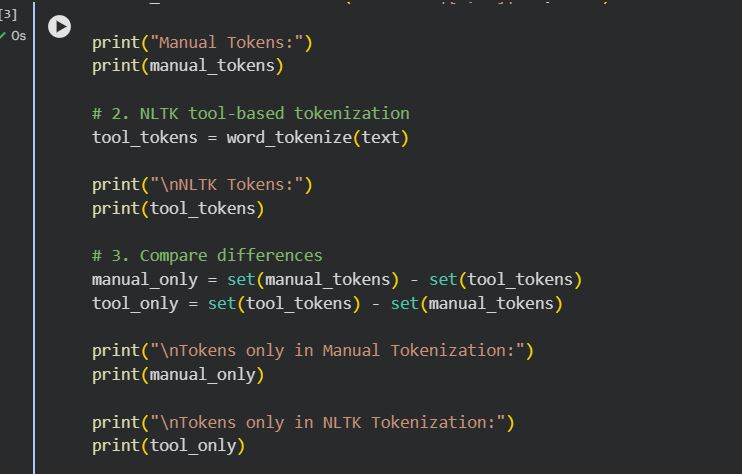 [3]
0s
print("Manual Tokens:")
print(manual_tokens)
# 2. NLTK tool-based tokenization
tool_tokens = word_tokenize(text)
print("\nNLTK Tokens:")
print(tool_tokens)
# 3. Compare differences
manual_only = set(manual_tokens) - set(tool_tokens)
tool_only = set(tool_tokens) - set(manual_tokens)
print("\nTokens only in Manual Tokenization:")
print(manual_only)
print("\nTokens only in NLTK Tokenization:")
print(tool_only)